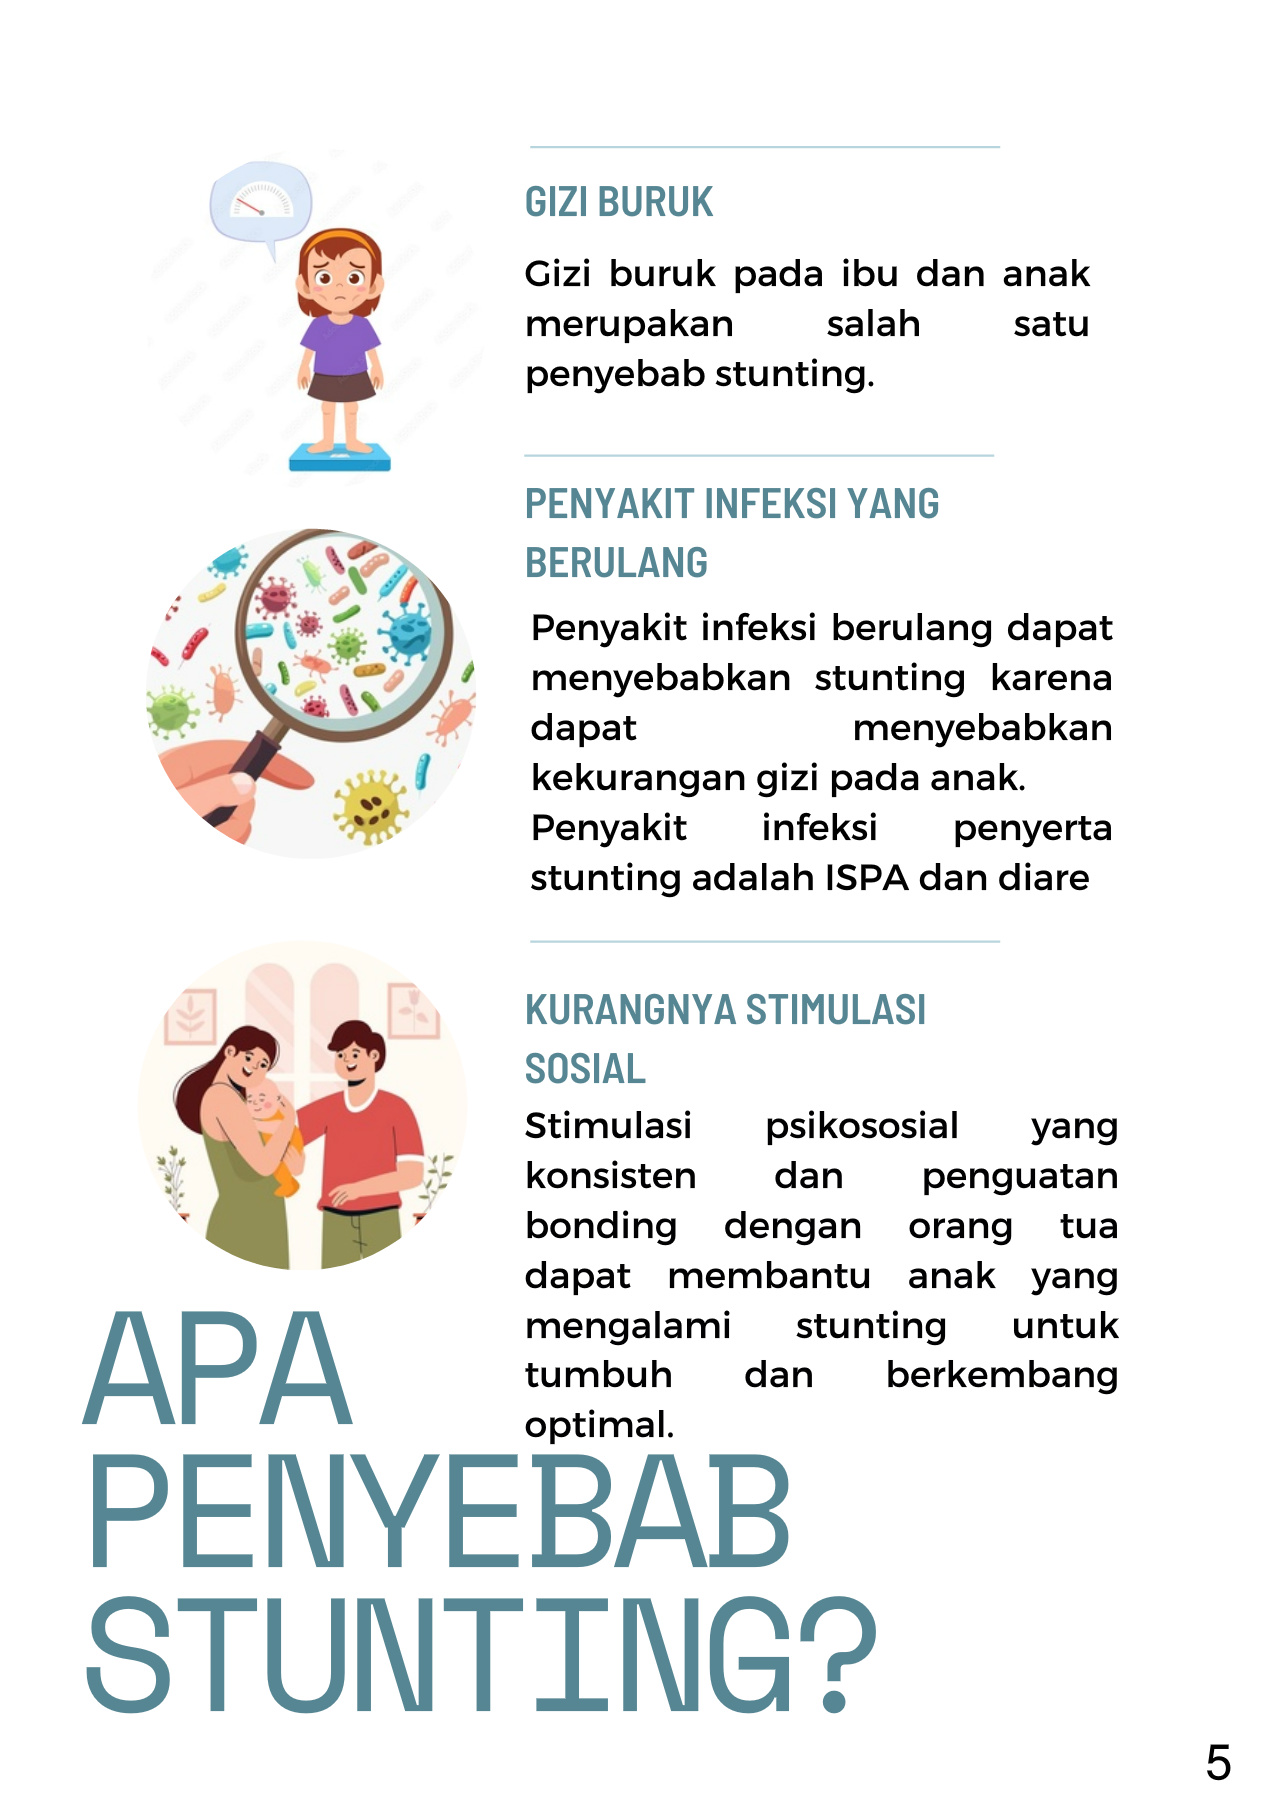 GIZI BURUK
Gizi buruk pada ibu dan anak
merupakan salah satu
penyebab stunting.
PENYAKIT INFEKSI YANG
BERULANG
Penyakit infeksi berulang dapat
menyebabkan stunting karena
dapat menyebabkan
kekurangan gizi pada anak.
Penyakit infeksi penyerta
stunting adalah ISPA dan diare
KURANGNYA STIMULASI
SOSIAL
Stimulasi psikososial yang
konsisten dan penguatan
bonding dengan orang tua
dapat membantu anak yang
mengalami stunting untuk
tumbuh dan berkembang
optimal.
APA
PENYEBAB
STUNTING?
5